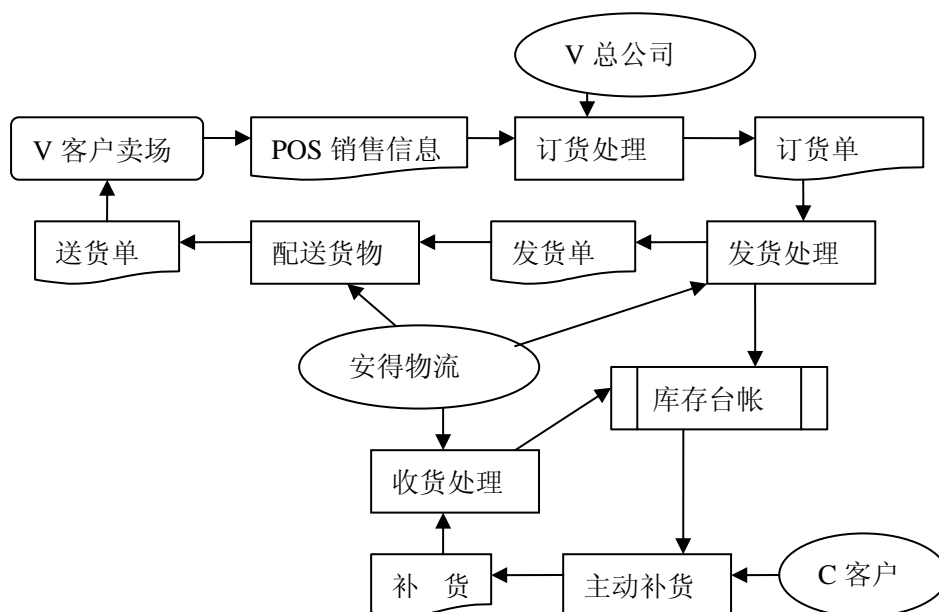 V 总公司
V 客户卖场
POS 销售信息
订货处理
订货单
送货单
配送货物
发货单
发货处理
安得物流
库存台帐
收货处理
补 货
主动补货
C 客户